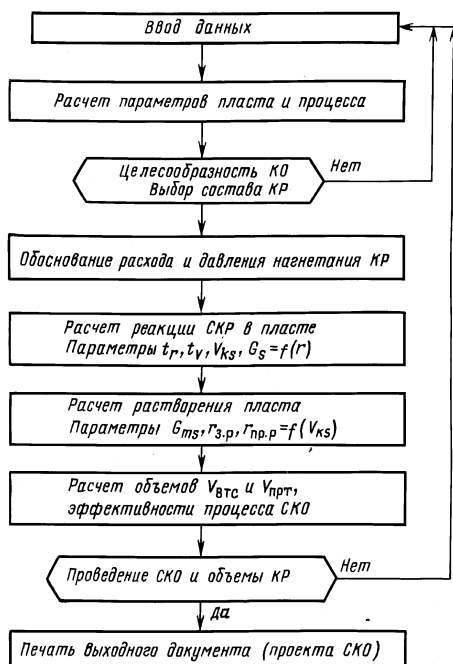 Ввод данных
Расчет параметров пласта и процесса
Целесообразность КО
Выбор состава КР
Нет
Обоснование расхода и давления нагнетания КР
Расчет реакции СКР в пласте
Параметры t_r, t_v, V_ks, G_s=f(r)
Расчет растворения пласта
Параметры G_ms, r_з.р, r_пр.р=f(V_ks)
Расчет объемов V_втс и V_прт,
эффективности процесса СКО
Проведение СКО и объемы КР
Нет
Да
Печать выходного документа (проекта СКО)